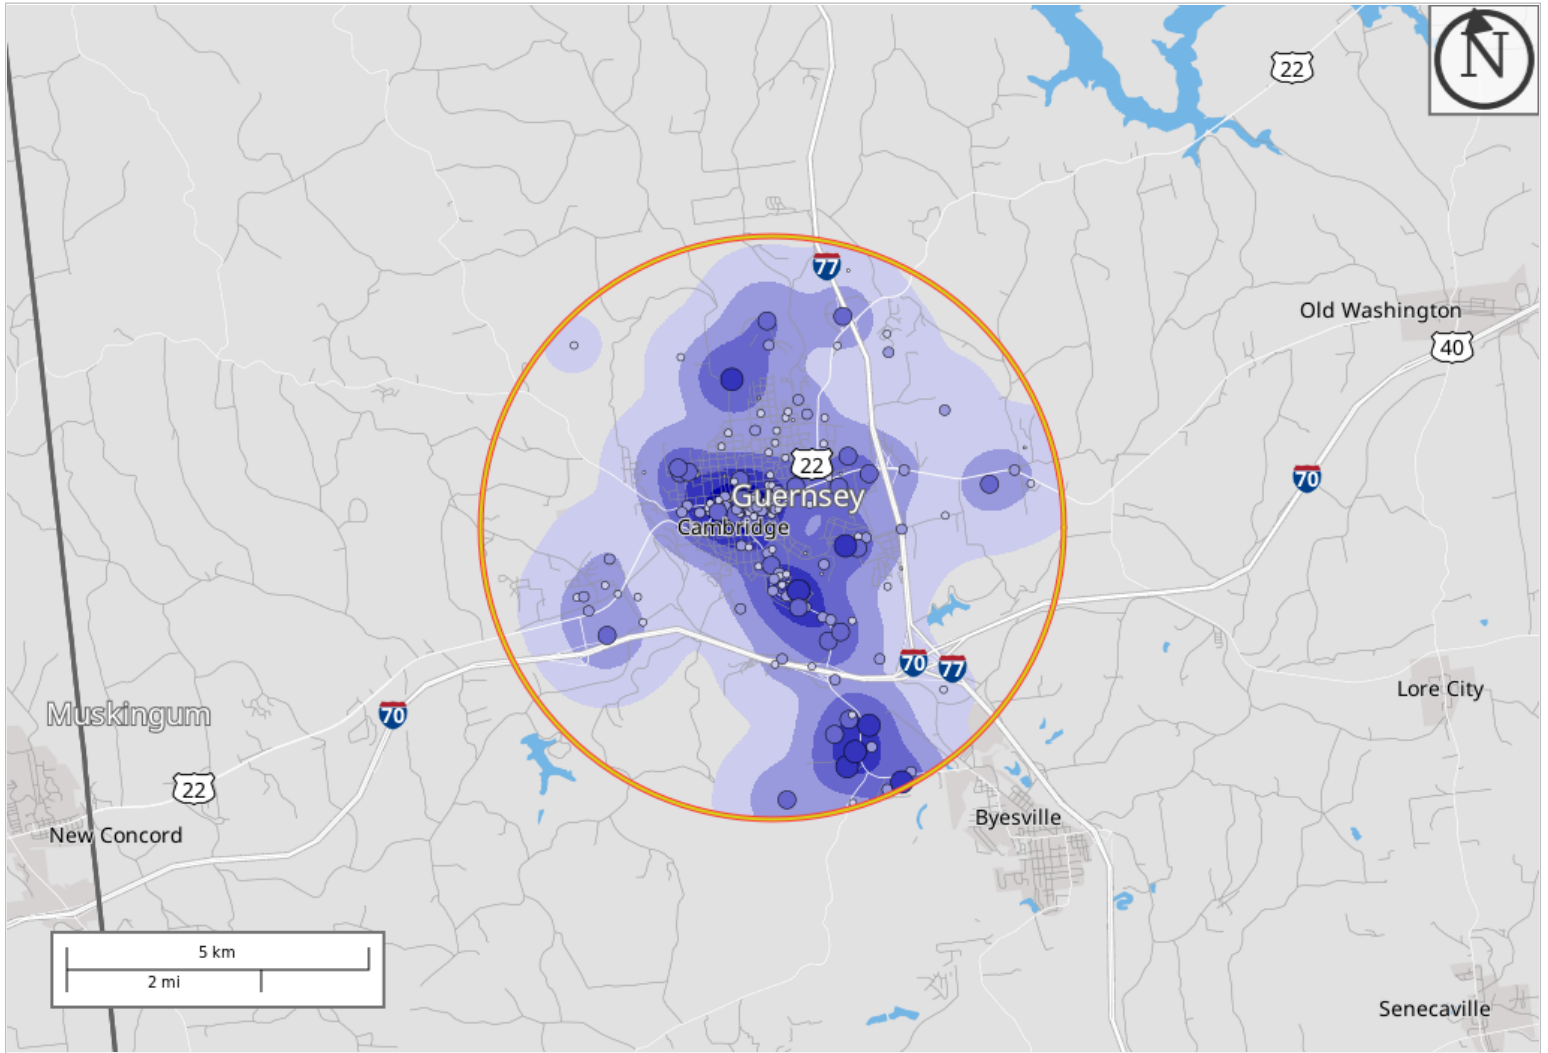 N
22
77
Old Washington
40
22
70
Guernsey
Cambridge
70
77
Lore City
70
Muskingum
22
Byesville
New Concord
5 km
2 mi
Senecaville